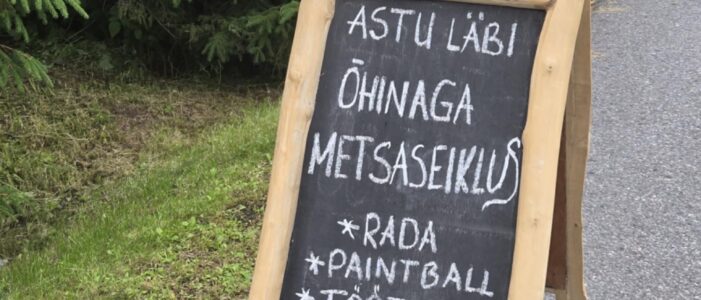 ASTU LÄBI
ÕHINAGA
METSASEIKLUS
*RADA
*PAINTBALL